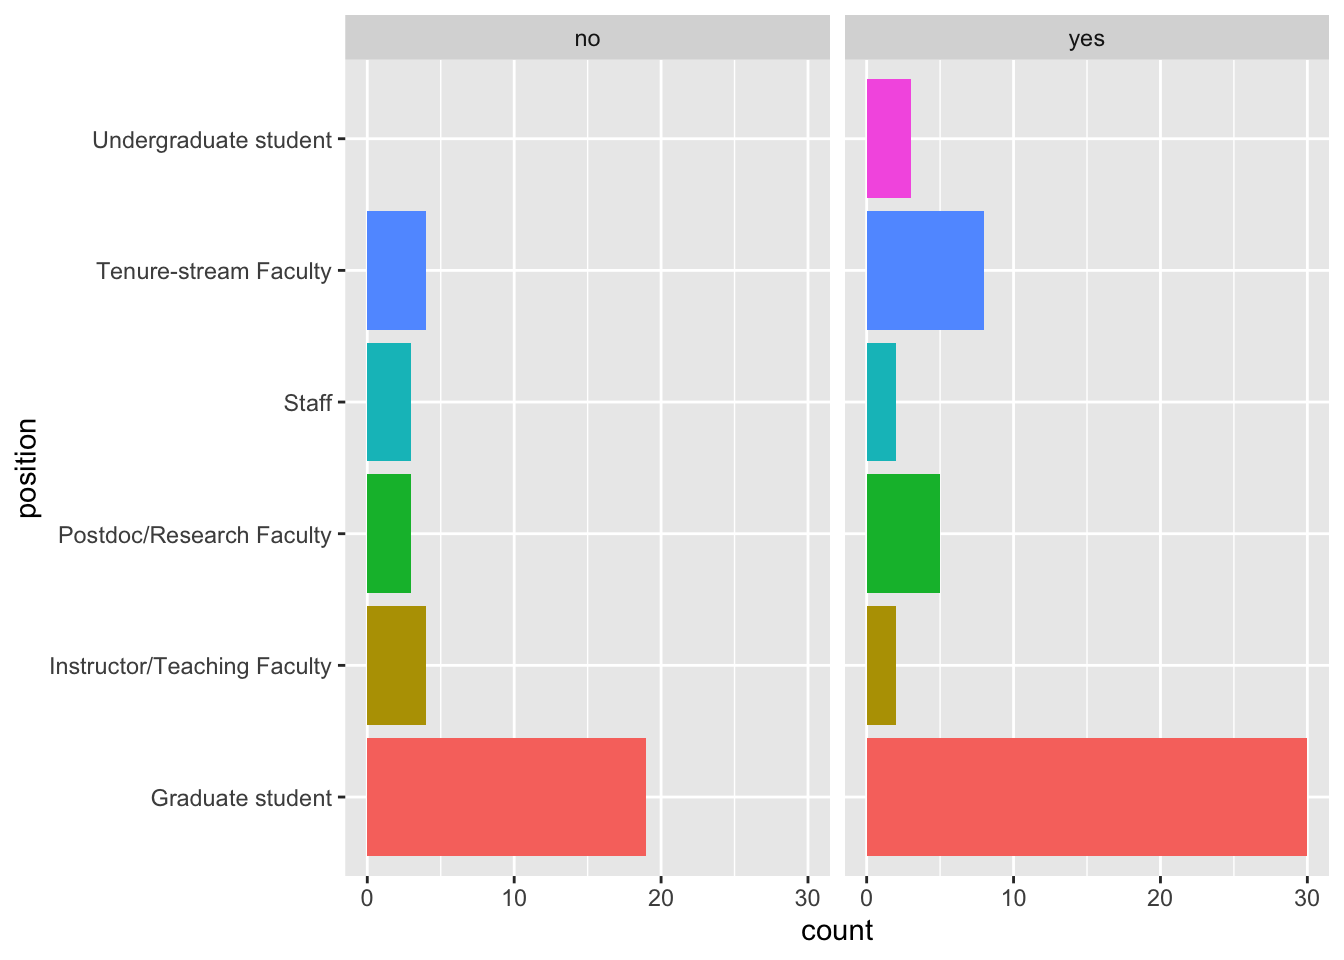 no
yes
Undergraduate student
Tenure-stream Faculty
Staff
Postdoc/Research Faculty
Instructor/Teaching Faculty
Graduate student
position
0 10 20 30 0 10 20 30
count